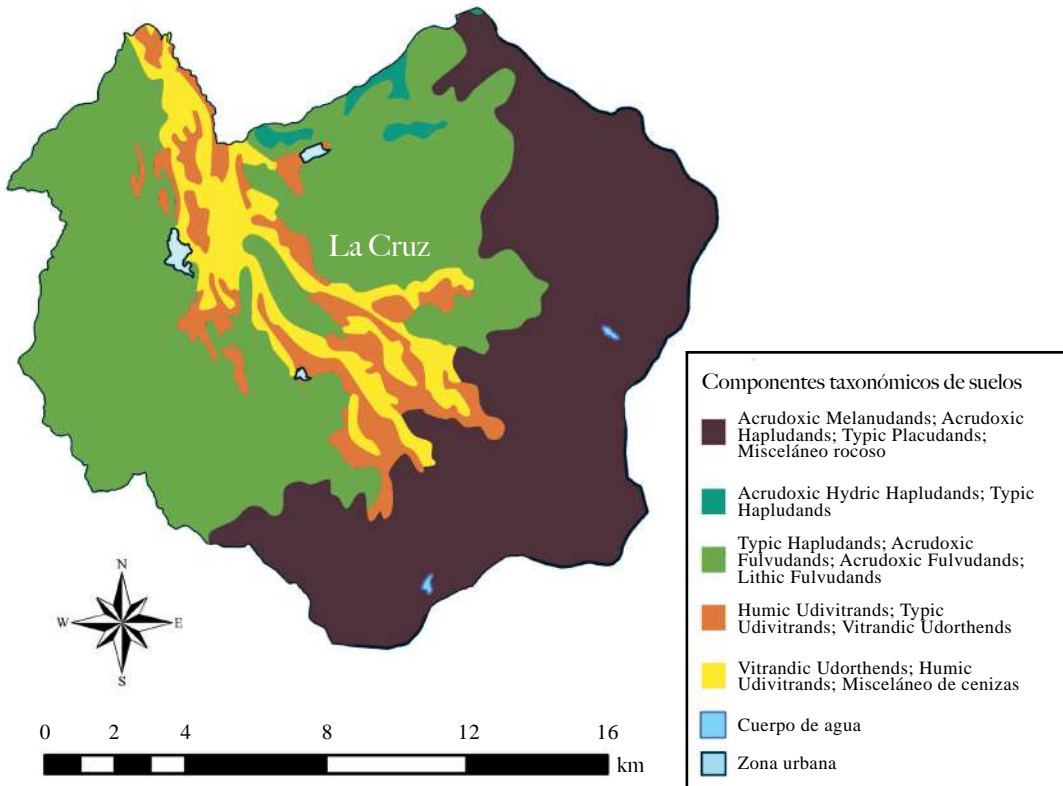 La Cruz
Componentes taxonómicos de suelos
Acrudoxic Melanudands; Acrudoxic
Hapludands; Typic Placudands;
Misceláneo rocoso
Acrudoxic Hydric Hapludands; Typic
Hapludands
Typic Hapludands; Acrudoxic
Fulvudands; Acrudoxic Fulvudands;
Lithic Fulvudands
Humic Udivitrands; Typic
Udivitrands; Vitrandic Udorthends
Vitrandic Udorthends; Humic
Udivitrands; Misceláneo de cenizas
Cuerpo de agua
Zona urbana
N
W E
S
0 2 4 8 12 16
km